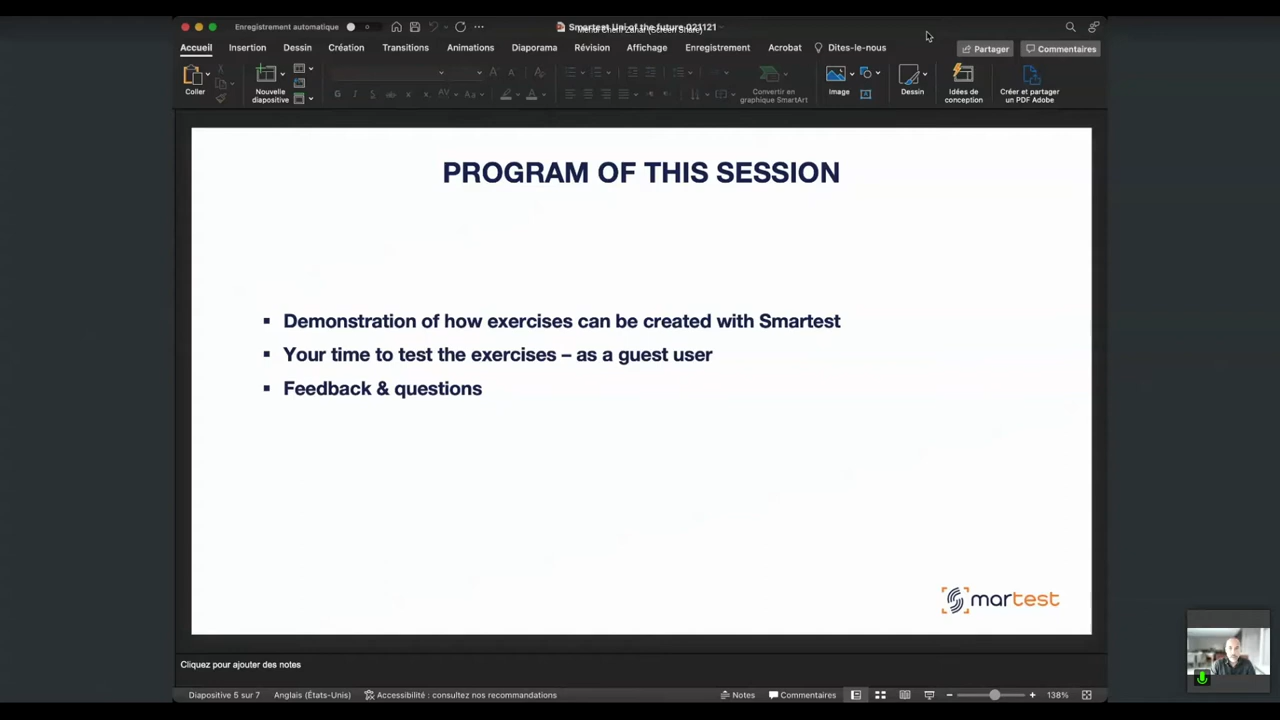 Enregistrement automatique
Smartest Uni of the future 021121
Accueil Insertion Dessin Création Transitions Animations Diaporama Révision Affichage Enregistrement Acrobat Dites-le-nous Partager Commentaires
Coller
Nouvelle
diapositive
Convertir en
graphique SmartArt
Image
Dessin
Idées de
conception
Créer et partager
un PDF Adobe
PROGRAM OF THIS SESSION
▪ Demonstration of how exercises can be created with Smartest
▪ Your time to test the exercises – as a guest user
▪ Feedback & questions
martest
Cliquez pour ajouter des notes
Diapositive 5 sur 7 Anglais (États-Unis) Accessibilité : consultez nos recommandations Notes Commentaires 138%